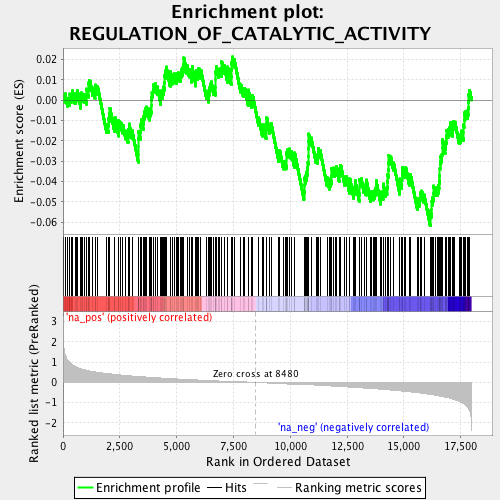 Enrichment plot:
REGULATION_OF_CATALYTIC_ACTIVITY
Enrichment score (ES)
0.02
0.01
0.00
-0.01
-0.02
-0.03
-0.04
-0.05
-0.06
Ranked list metric (PreRanked)
3
2
1
0
-1
-2
'na_pos' (positively correlated)
Zero cross at 8480
'na_neg' (negatively correlated)
0
2,500
5,000
7,500
10,000
12,500
15,000
17,500
Rank in Ordered Dataset
Enrichment profile
Hits
Ranking metric scores